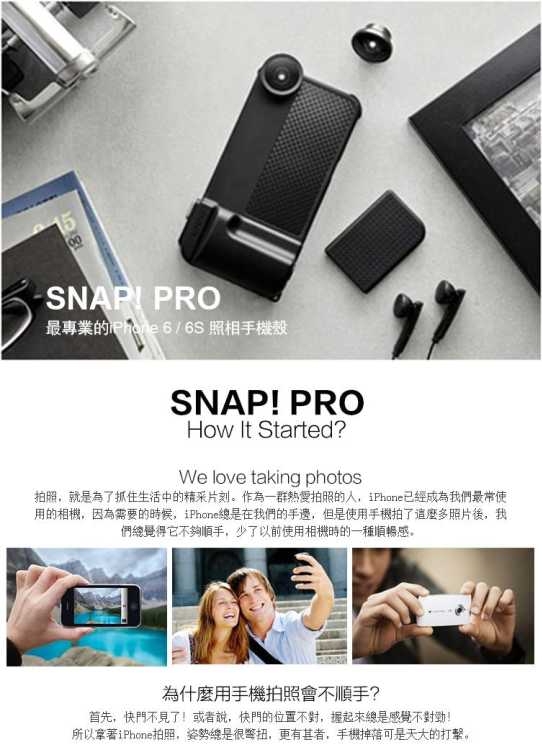 15
00
SNAP! PRO
最專業的iPhone 6 / 6S 照相手機殼
SNAP! PRO
How It Started?
We love taking photos
拍照，就是為了抓住生活中的精采片刻。作為一群熱愛拍照的人，iPhone已經成為我們最常使
用的相機，因為需要的時候，iPhone總是在我們的手邊，但是使用手機拍了這麼多照片後，我
們總覺得它不夠順手，少了以前使用相機時的一種順暢感。
為什麼用手機拍照會不順手?
首先，快門不見了! 或者說，快門的位置不對，握起來總是感覺不對勁!
所以拿著iPhone拍照，姿勢總是很彆扭，更有甚者，手機掉落可是天大的打擊。